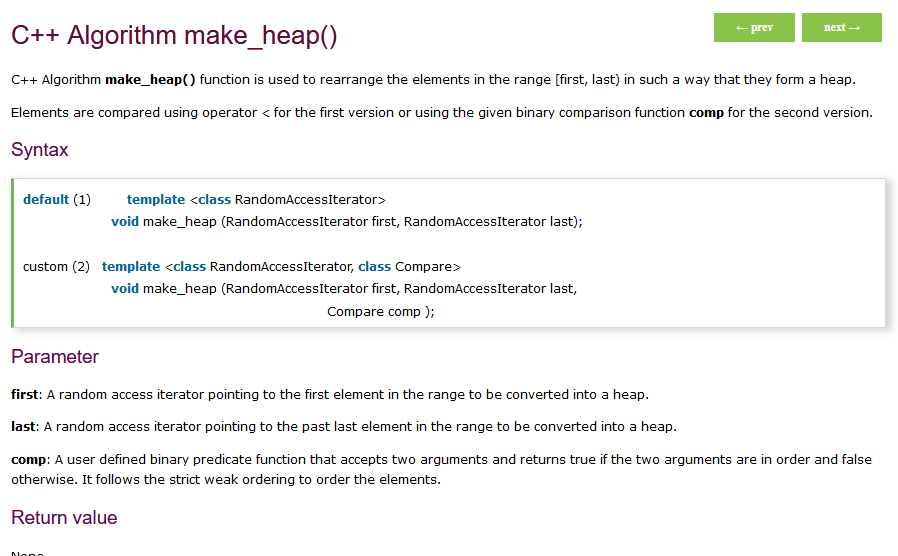 C++ Algorithm make_heap()
← prev next →
C++ Algorithm make_heap() function is used to rearrange the elements in the range [first, last) in such a way that they form a heap.
Elements are compared using operator < for the first version or using the given binary comparison function comp for the second version.
Syntax
default (1) template <class RandomAccessIterator>
void make_heap (RandomAccessIterator first, RandomAccessIterator last);
custom (2) template <class RandomAccessIterator, class Compare>
void make_heap (RandomAccessIterator first, RandomAccessIterator last,
Compare comp );
Parameter
first: A random access iterator pointing to the first element in the range to be converted into a heap.
last: A random access iterator pointing to the past last element in the range to be converted into a heap.
comp: A user defined binary predicate function that accepts two arguments and returns true if the two arguments are in order and false
otherwise. It follows the strict weak ordering to order the elements.
Return value
None